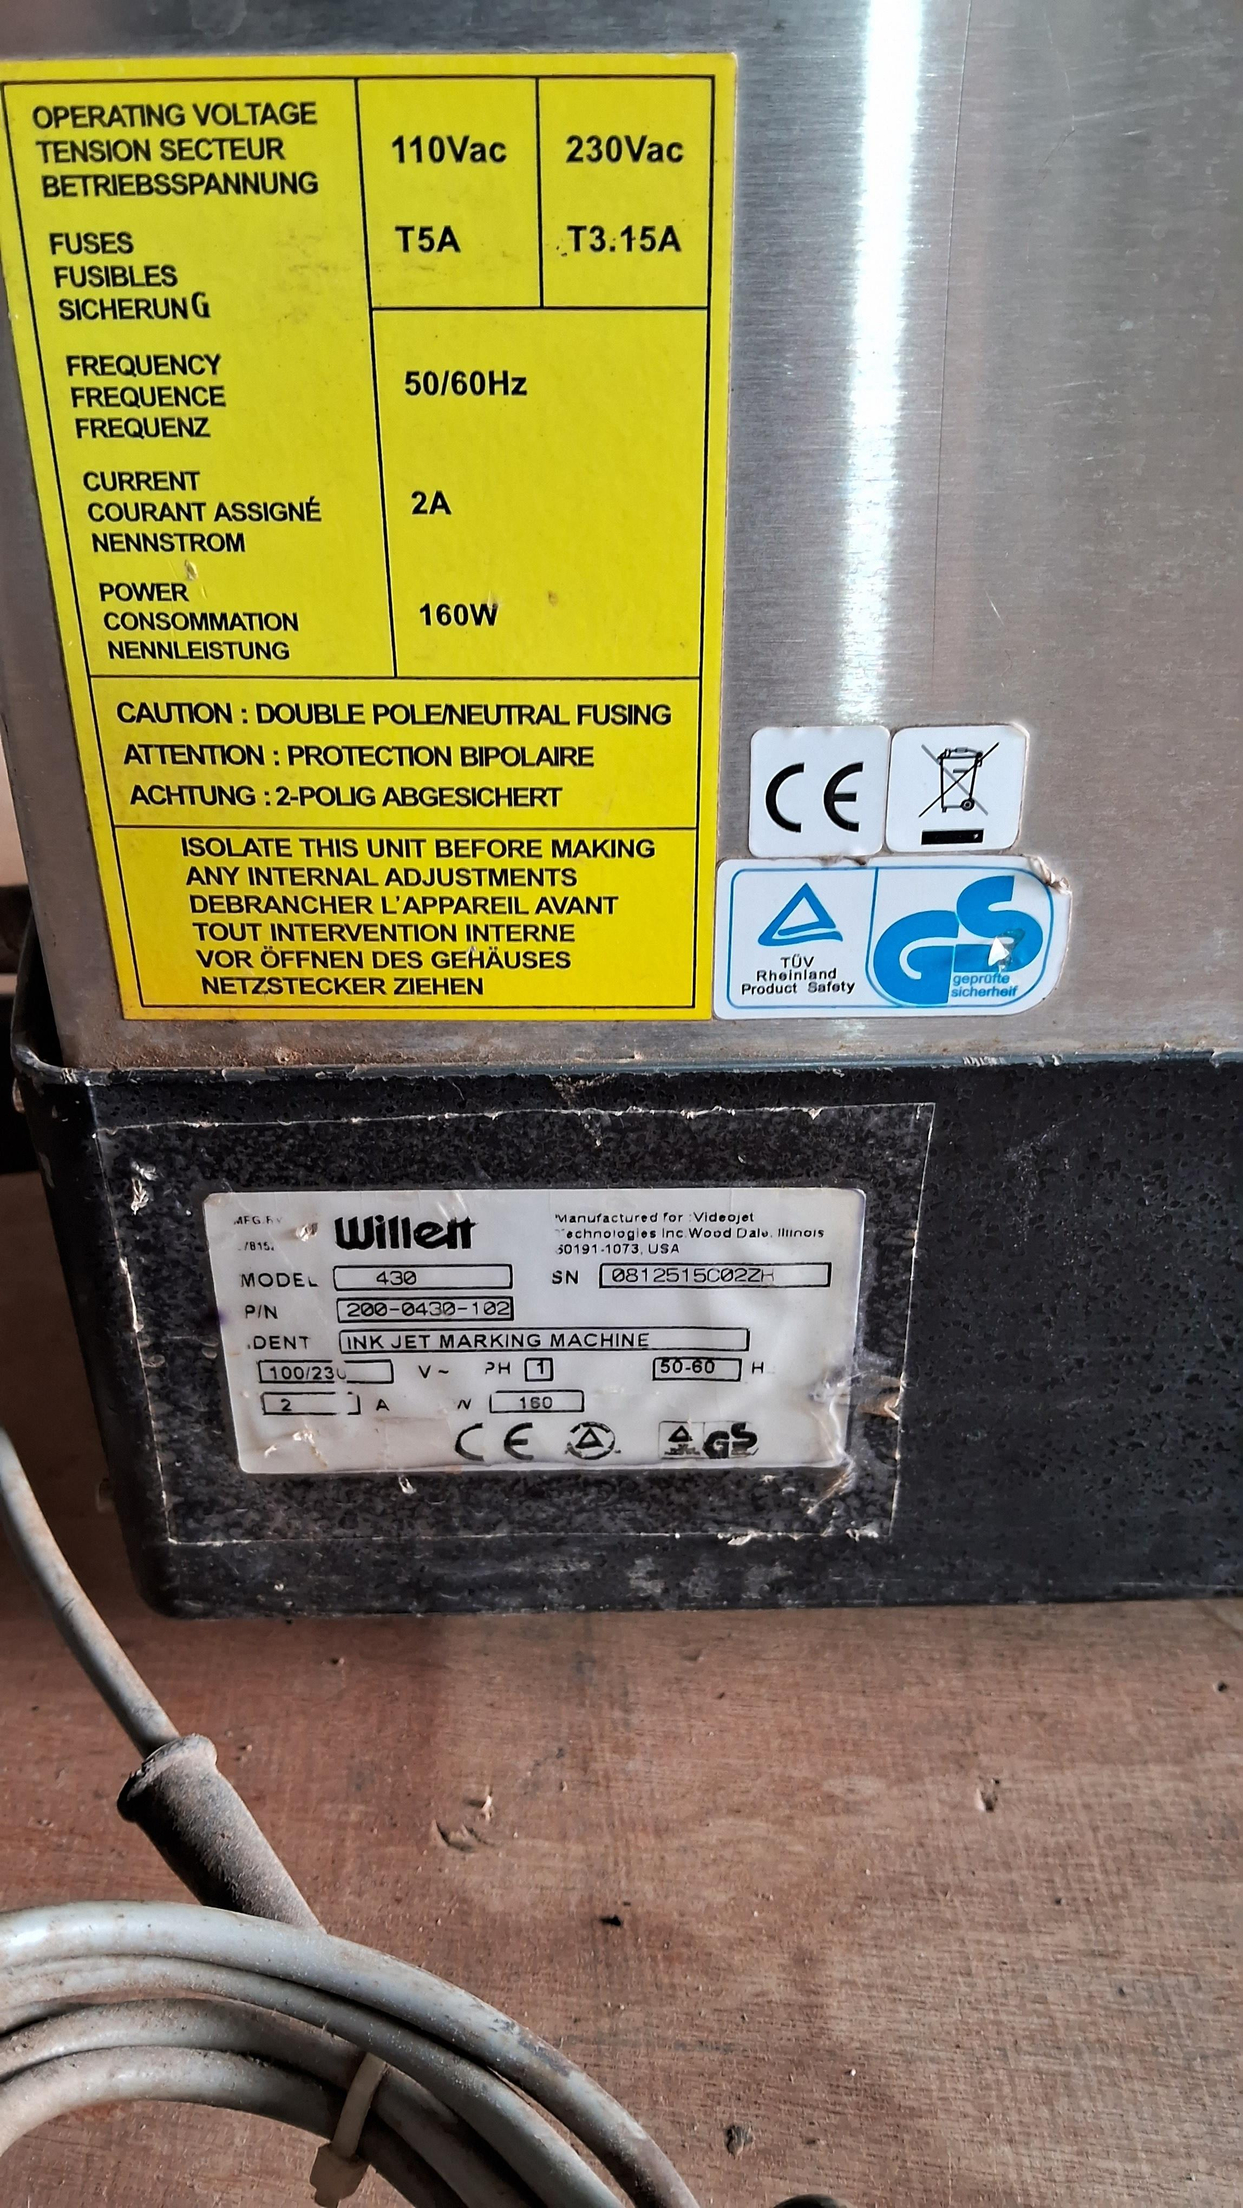 OPERATING VOLTAGE
TENSION SECTEUR
BETRIEBSSPANNUNG
110Vac 230Vac
FUSES
FUSIBLES
SICHERUNG
T5A T3.15A
FREQUENCY
FREQUENCE
FREQUENZ
50/60Hz
CURRENT
COURANT ASSIGNÉ
NENNSTROM
2A
POWER
CONSOMMATION
NENNLEISTUNG
160W
CAUTION : DOUBLE POLE/NEUTRAL FUSING
ATTENTION : PROTECTION BIPOLAIRE
ACHTUNG : 2-POLIG ABGESICHERT
ISOLATE THIS UNIT BEFORE MAKING
ANY INTERNAL ADJUSTMENTS
DEBRANCHER L'APPAREIL AVANT
TOUT INTERVENTION INTERNE
VOR ÖFFNEN DES GEHÄUSES
NETZSTECKER ZIEHEN
CE
TÜV
Rheinland
Product Safety
GS
geprüfte
sicherheit
Willett
Manufactured for :Videojet
Technologies Inc.Wood Dale, Illinois
60191-1073, USA
MODEL 430 SN 0812515C02ZH
P/N 200-0430-102
IDENT INK JET MARKING MACHINE
100/230 V~ PH 1 50-60 H
2 A W 160
CE GS